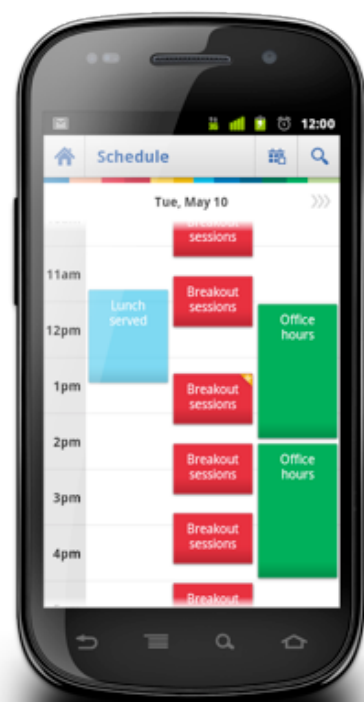 12:00
Schedule
Tue, May 10
Breakout
sessions
11am
Lunch
served
Breakout
sessions
Office
hours
12pm
1pm
Breakout
sessions
2pm
Breakout
sessions
Office
hours
3pm
Breakout
sessions
4pm
Breakout